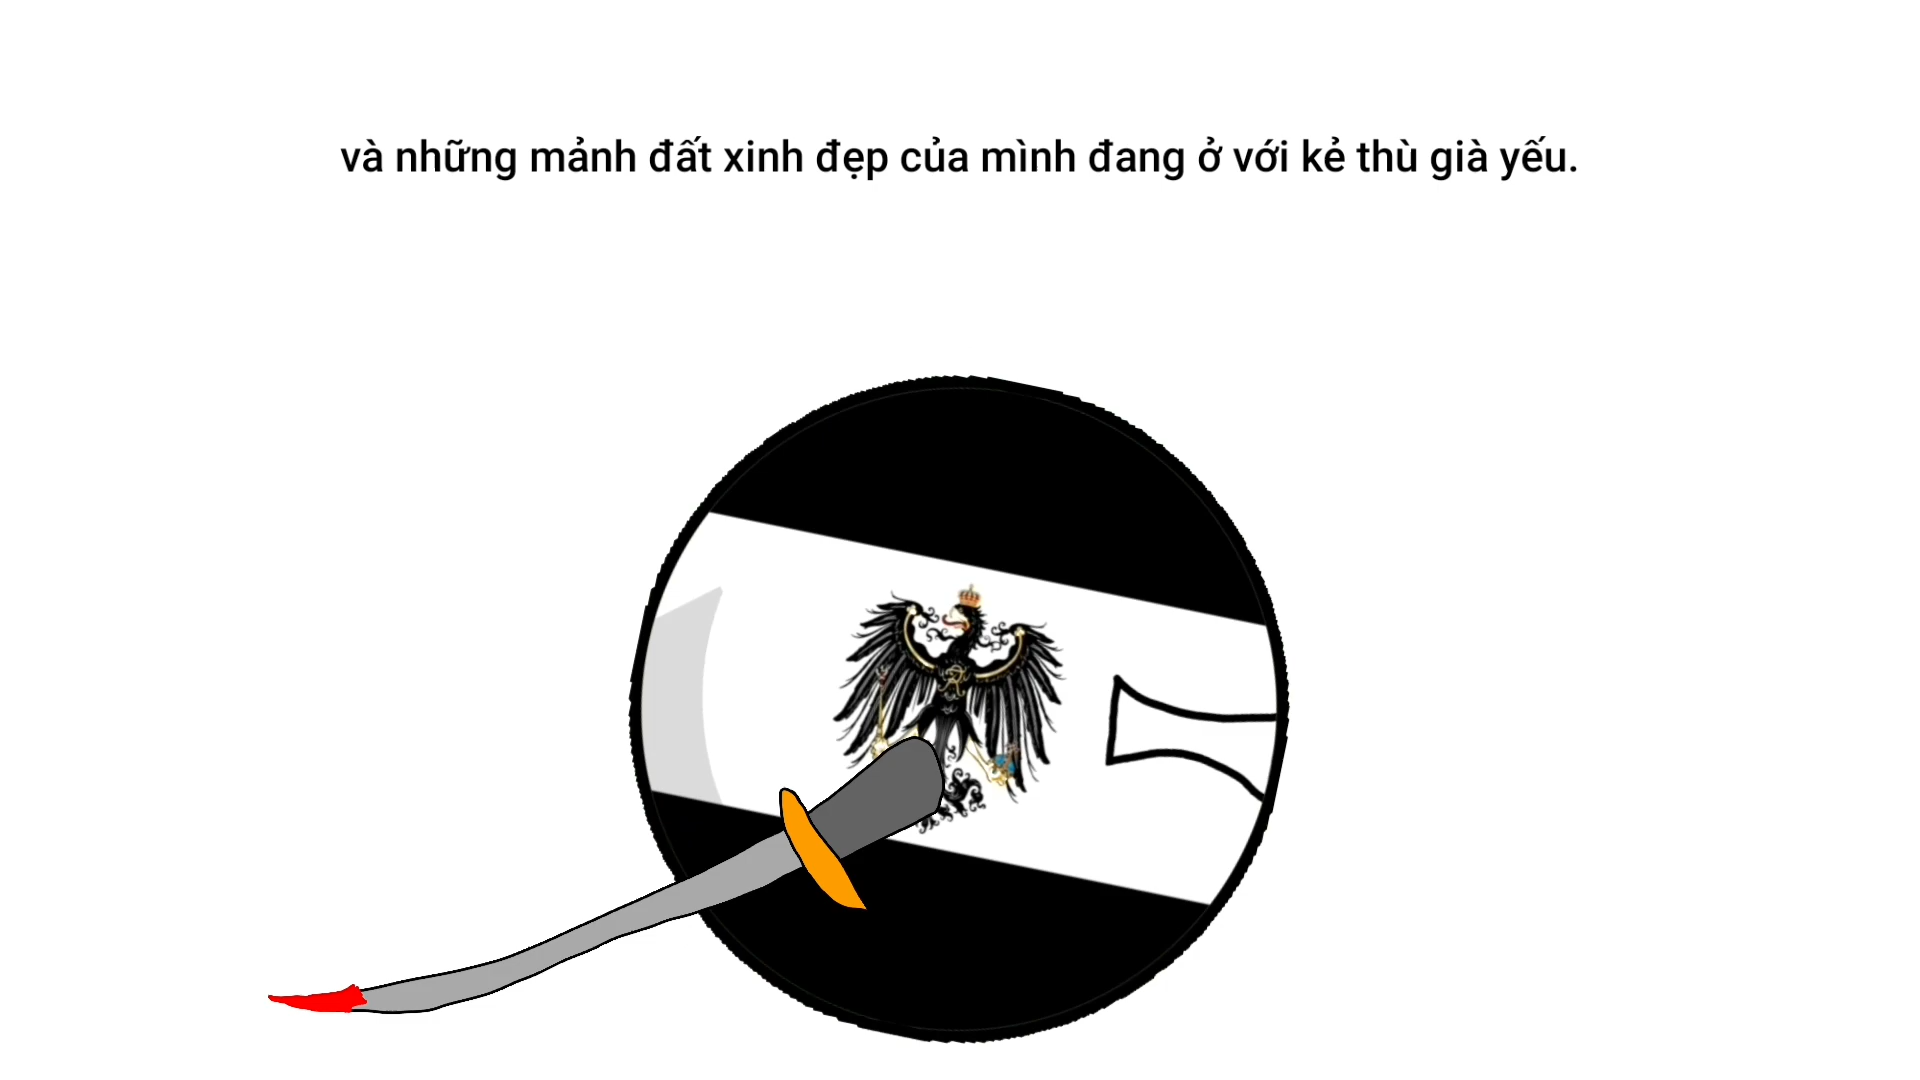 và những mảnh đất xinh đẹp của mình đang ở với kẻ thù già yếu.